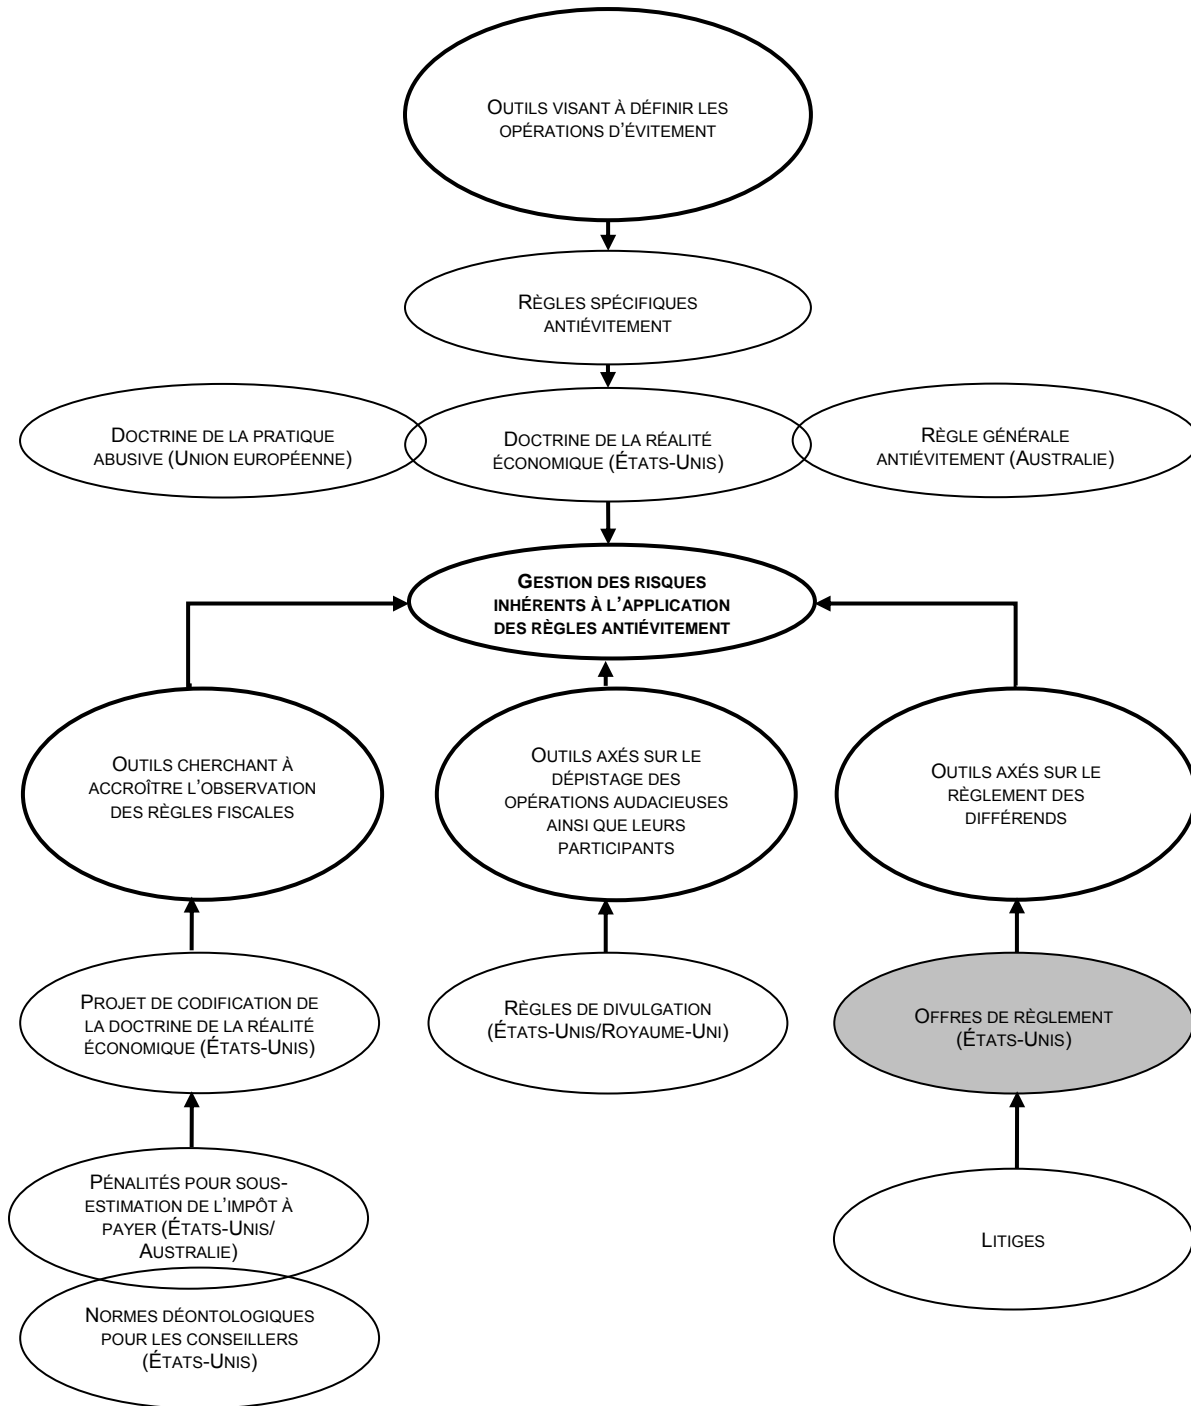 OUTILS VISANT À DÉFINIR LES
OPÉRATIONS D'ÉVITEMENT
RÈGLES SPÉCIFIQUES
ANTIÉVITEMENT
DOCTRINE DE LA PRATIQUE
ABUSIVE (UNION EUROPÉENNE)
DOCTRINE DE LA RÉALITÉ
ÉCONOMIQUE (ÉTATS-UNIS)
RÈGLE GÉNÉRALE
ANTIÉVITEMENT (AUSTRALIE)
GESTION DES RISQUES
INHÉRENTS À L'APPLICATION
DES RÈGLES ANTIÉVITEMENT
OUTILS CHERCHANT À
ACCROÎTRE L'OBSERVATION
DES RÈGLES FISCALES
OUTILS AXÉS SUR LE
DÉPISTAGE DES
OPÉRATIONS AUDACIEUSES
AINSI QUE LEURS
PARTICIPANTS
OUTILS AXÉS SUR LE
RÈGLEMENT DES
DIFFÉRENDS
PROJET DE CODIFICATION DE
LA DOCTRINE DE LA RÉALITÉ
ÉCONOMIQUE (ÉTATS-UNIS)
RÈGLES DE DIVULGATION
(ÉTATS-UNIS/ROYAUME-UNI)
OFFRES DE RÈGLEMENT
(ÉTATS-UNIS)
PÉNALITÉS POUR SOUS-
ESTIMATION DE L'IMPÔT À
PAYER (ÉTATS-UNIS/
AUSTRALIE)
LITIGES
NORMES DÉONTOLOGIQUES
POUR LES CONSEILLERS
(ÉTATS-UNIS)